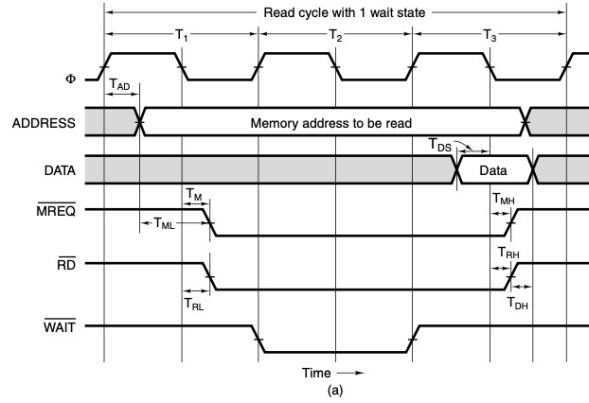 Read cycle with 1 wait state
T1 T2 T3
Φ
TAD
ADDRESS Memory address to be read
TDS
DATA Data
TM TMH
MREQ
TML
TRH
RD
TRL TDH
WAIT
Time
(a)